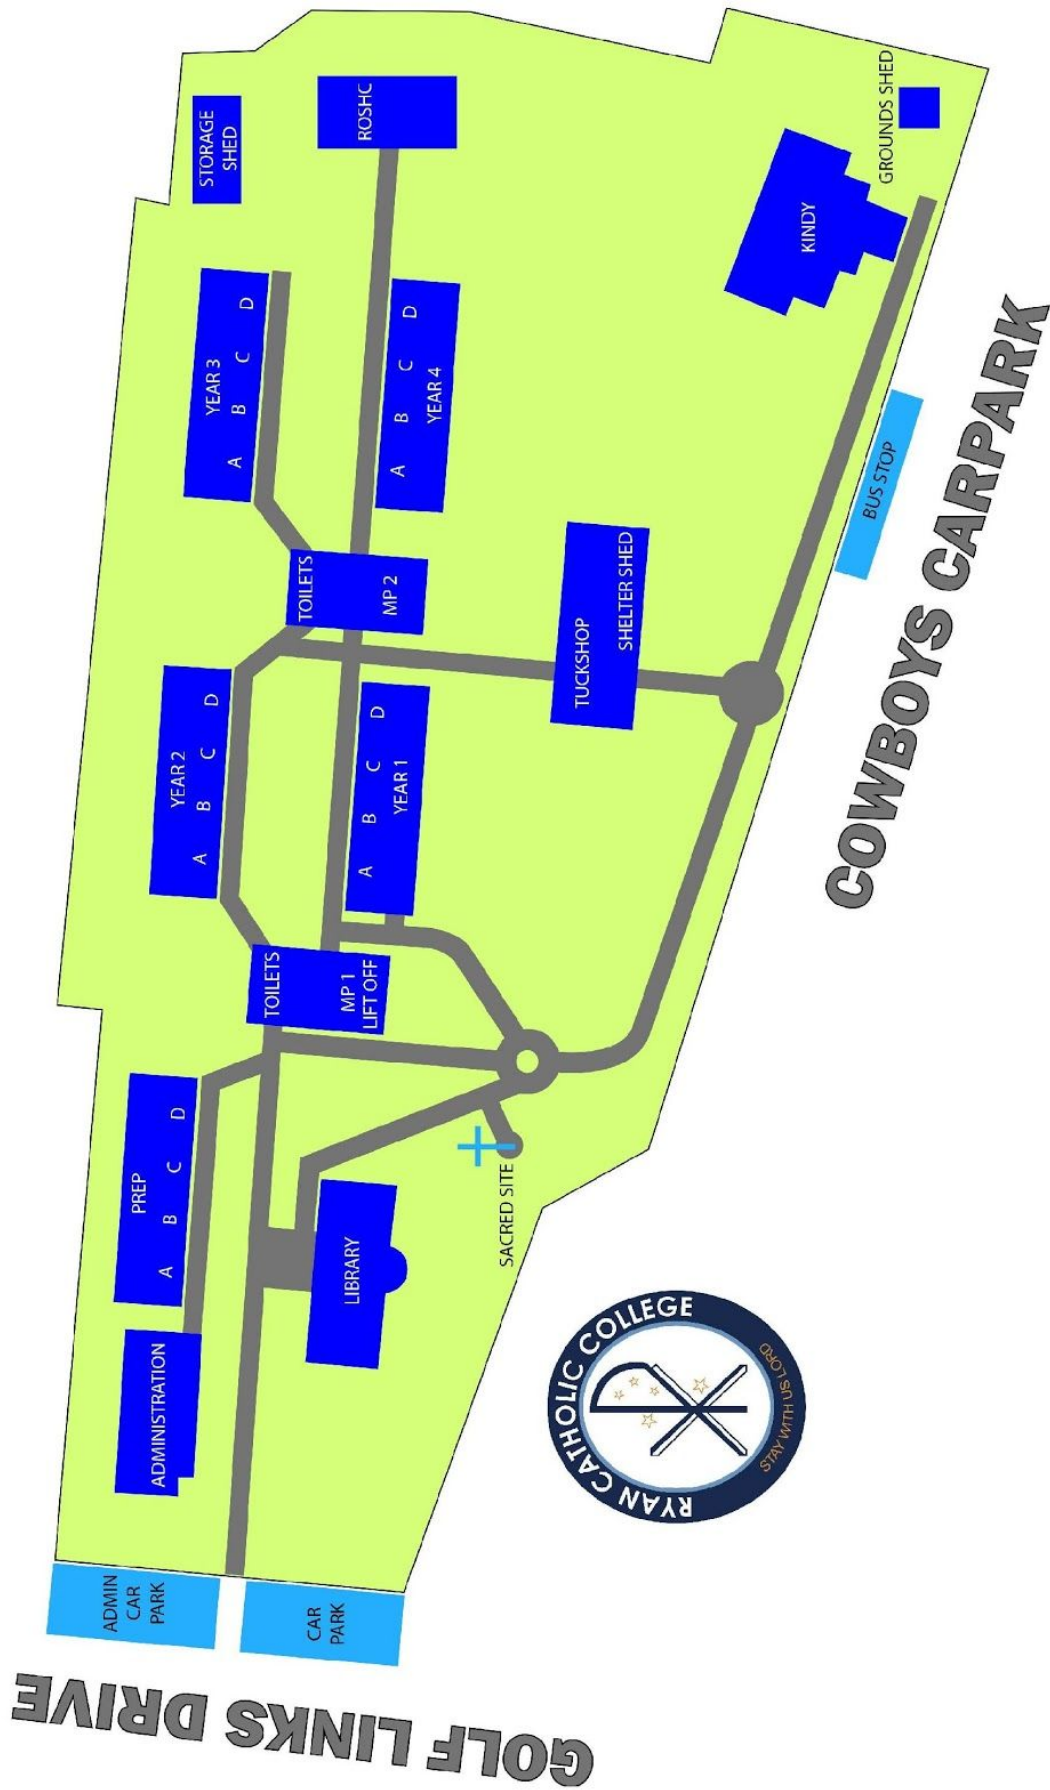 STORAGE
SHED
ROSHC
GROUNDS SHED
KINDY
YEAR 3
A B C D
A B C D
YEAR 4
BUS STOP
COWBOYS CARPARK
TOILETS
MP 2
TUCKSHOP
SHELTER SHED
YEAR 2
A B C D
A B C D
YEAR 1
TOILETS
MP 1
LIFT OFF
PREP
A B C D
SACRED SITE
LIBRARY
ADMINISTRATION
RYAN CATHOLIC COLLEGE
STAY WITH US LORD
ADMIN
CAR
PARK
CAR
PARK
GOLF LINKS DRIVE